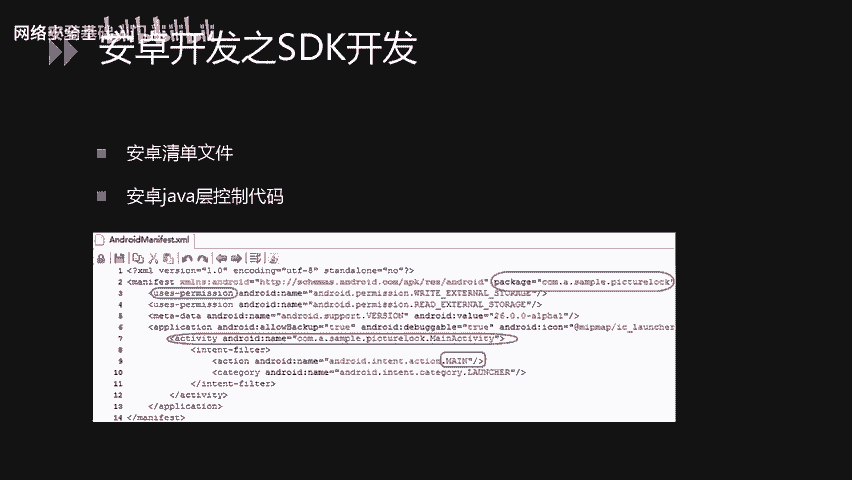 网络安全基础
安卓开发之SDK开发
安卓清单文件
安卓java层控制代码
AndroidManifest.xml
1 <?xml version="1.0" encoding="utf-8" standalone="no"?>
2 <manifest xmlns:android="http://schemas.android.com/apk/res/android" package="com.a.sample.picturelock"
3 <uses-permission android:name="android.permission.WRITE_EXTERNAL_STORAGE"/>
4 <uses-permission android:name="android.permission.READ_EXTERNAL_STORAGE"/>
5 <meta-data android:name="android.support.VERSION" android:value="26.0.0-alpha1"/>
6 <application android:allowBackup="true" android:debuggable="true" android:icon="@mipmap/ic_launcher
7 <activity android:name="com.a.sample.picturelock.MainActivity">
8 <intent-filter>
9 <action android:name="android.intent.action.MAIN"/>
10 <category android:name="android.intent.category.LAUNCHER"/>
11 </intent-filter>
12 </activity>
13 </application>
14 </manifest>